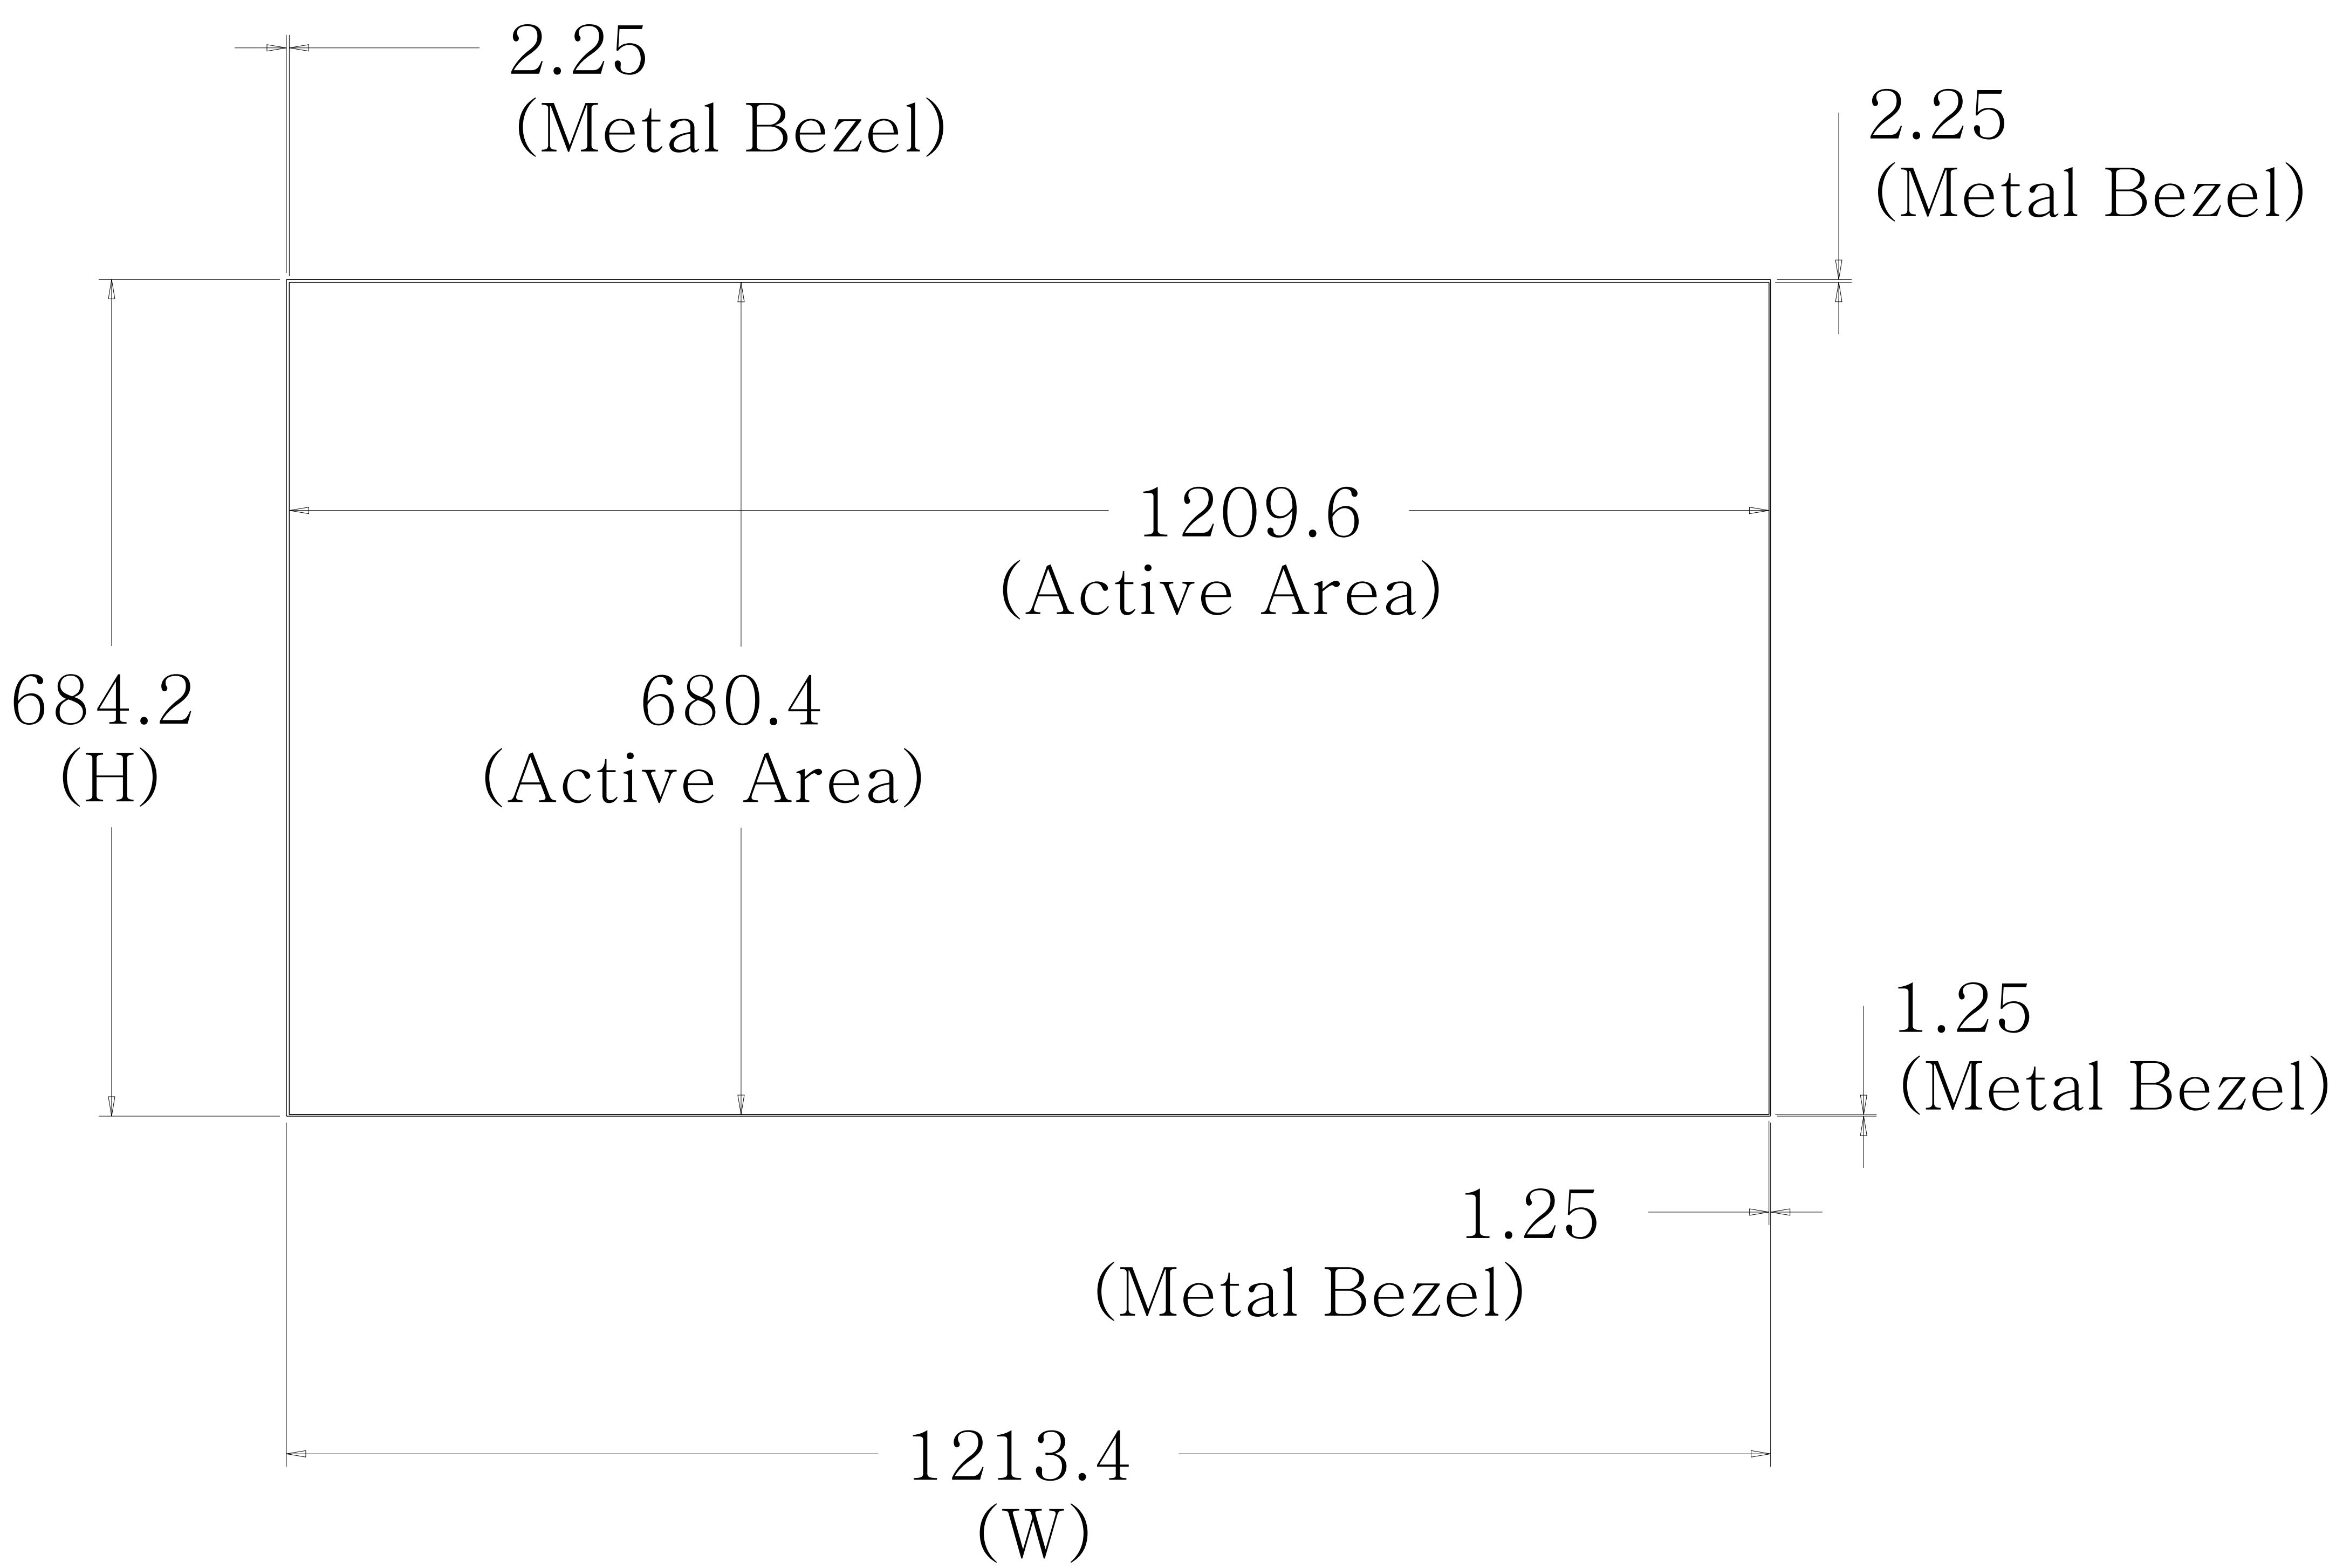 2.25
(Metal Bezel)
2.25
(Metal Bezel)
1209.6
(Active Area)
684.2
(H)
680.4
(Active Area)
1.25
(Metal Bezel)
1.25
(Metal Bezel)
1213.4
(W)